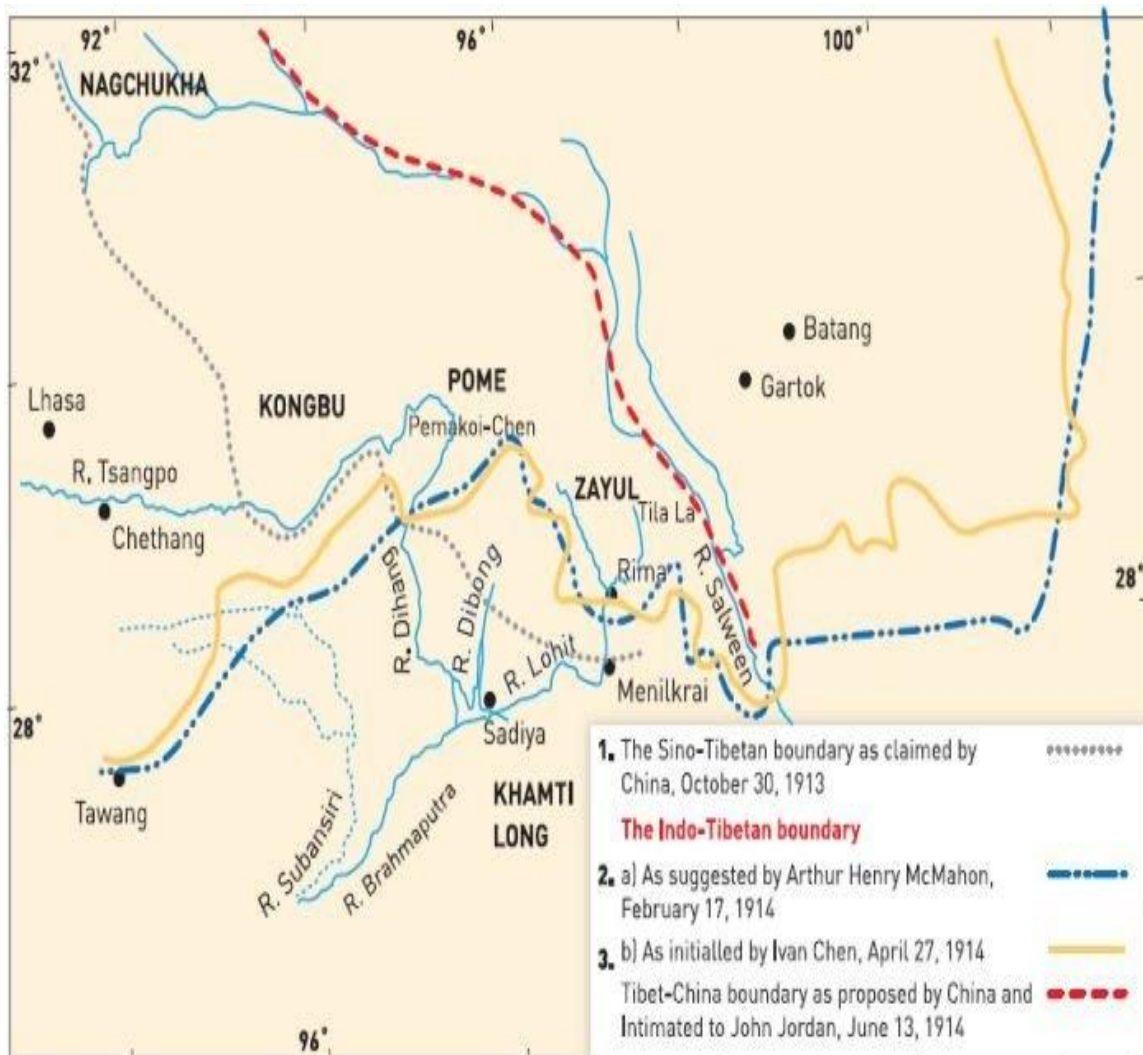 92°
96°
100°
32°
NAGCHUKHA
Batang
Gartok
POME
KONGBU
Pemakoi-Chen
Lhasa
R. Tsangpo
Chethang
ZAYUL
Tila La
Rima
R. Salween
28°
R. Dihang
R. Dibong
R. Lohit
Menilkrai
28°
Sadiya
Tawang
KHAMTI
LONG
R. Subansiri
R. Brahmaputra
96°
1. The Sino-Tibetan boundary as claimed by
China, October 30, 1913
The Indo-Tibetan boundary
2. a) As suggested by Arthur Henry McMahon,
February 17, 1914
3. b) As initialled by Ivan Chen, April 27, 1914
Tibet-China boundary as proposed by China and
Intimated to John Jordan, June 13, 1914